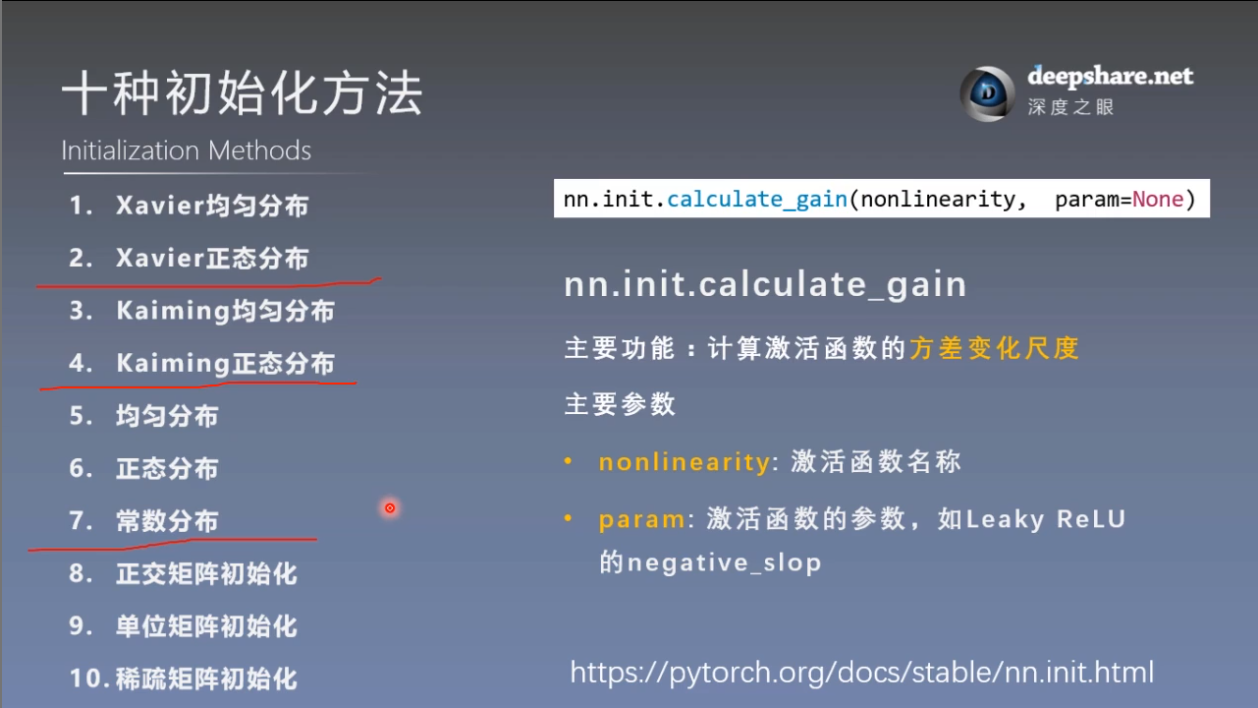 十种初始化方法
Initialization Methods
deepshare.net
深度之眼
1. Xavier均匀分布
2. Xavier正态分布
3. Kaiming均匀分布
4. Kaiming正态分布
5. 均匀分布
6. 正态分布
7. 常数分布
8. 正交矩阵初始化
9. 单位矩阵初始化
10. 稀疏矩阵初始化
nn.init.calculate_gain(nonlinearity, param=None)
nn.init.calculate_gain
主要功能：计算激活函数的方差变化尺度
主要参数
• nonlinearity: 激活函数名称
• param: 激活函数的参数，如Leaky ReLU
的negative_slop
https://pytorch.org/docs/stable/nn.init.html